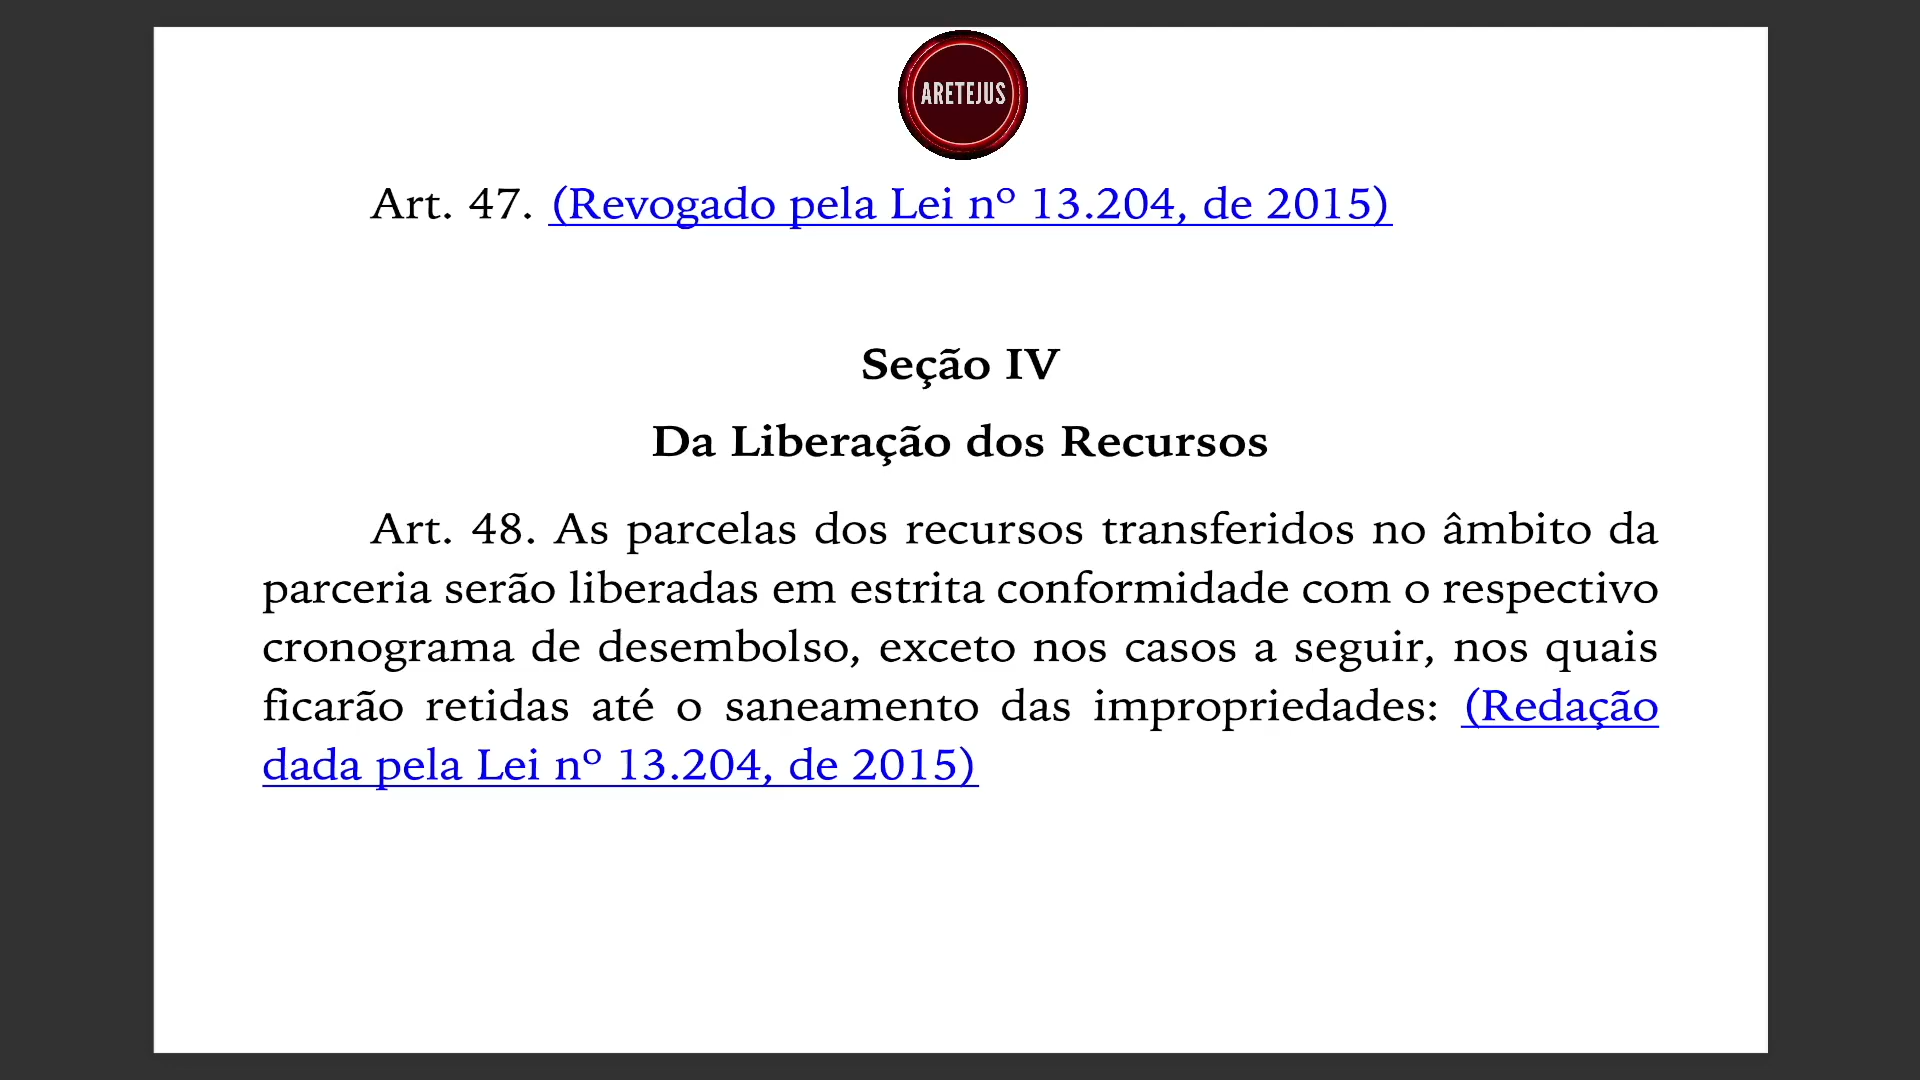 ARETEJUS
Art. 47. (Revogado pela Lei nº 13.204, de 2015)
Seção IV
Da Liberação dos Recursos
Art. 48. As parcelas dos recursos transferidos no âmbito da
parceria serão liberadas em estrita conformidade com o respectivo
cronograma de desembolso, exceto nos casos a seguir, nos quais
ficarão retidas até o saneamento das impropriedades: (Redação
dada pela Lei nº 13.204, de 2015)